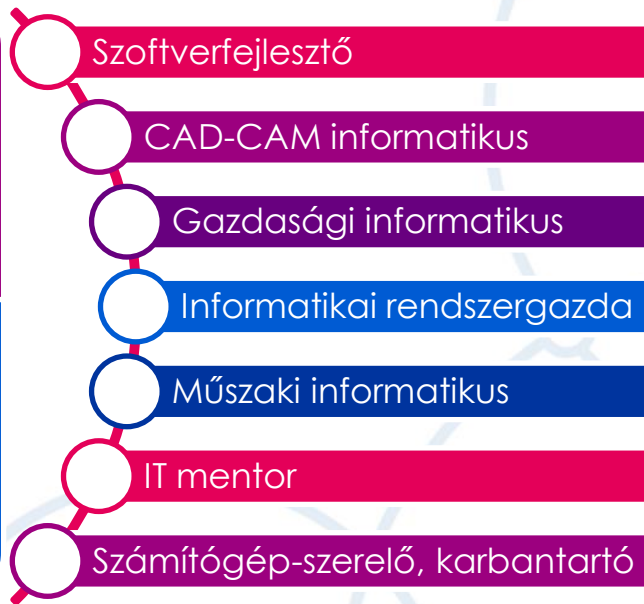 Szoftverfejlesztő
CAD-CAM informatikus
Gazdasági informatikus
Informatikai rendszergazda
Műszaki informatikus
IT mentor
Számítógép-szerelő, karbantartó